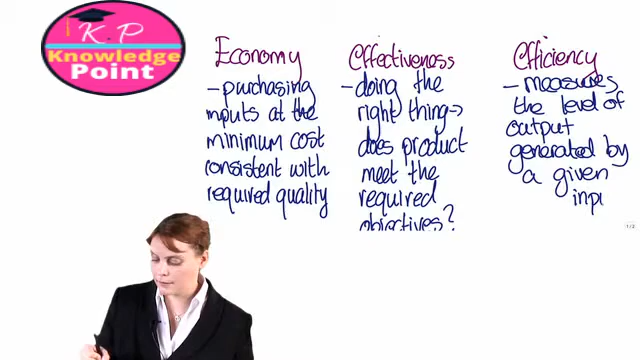 K.P
Knowledge
Point
Economy
- purchasing
inputs at the
minimum cost
consistent with
required quality
Effectiveness
- doing the
right thing →
does product
meet the
required
objectives?
Efficiency
- measures
the level of
output
generated by
a given
inp
1/2